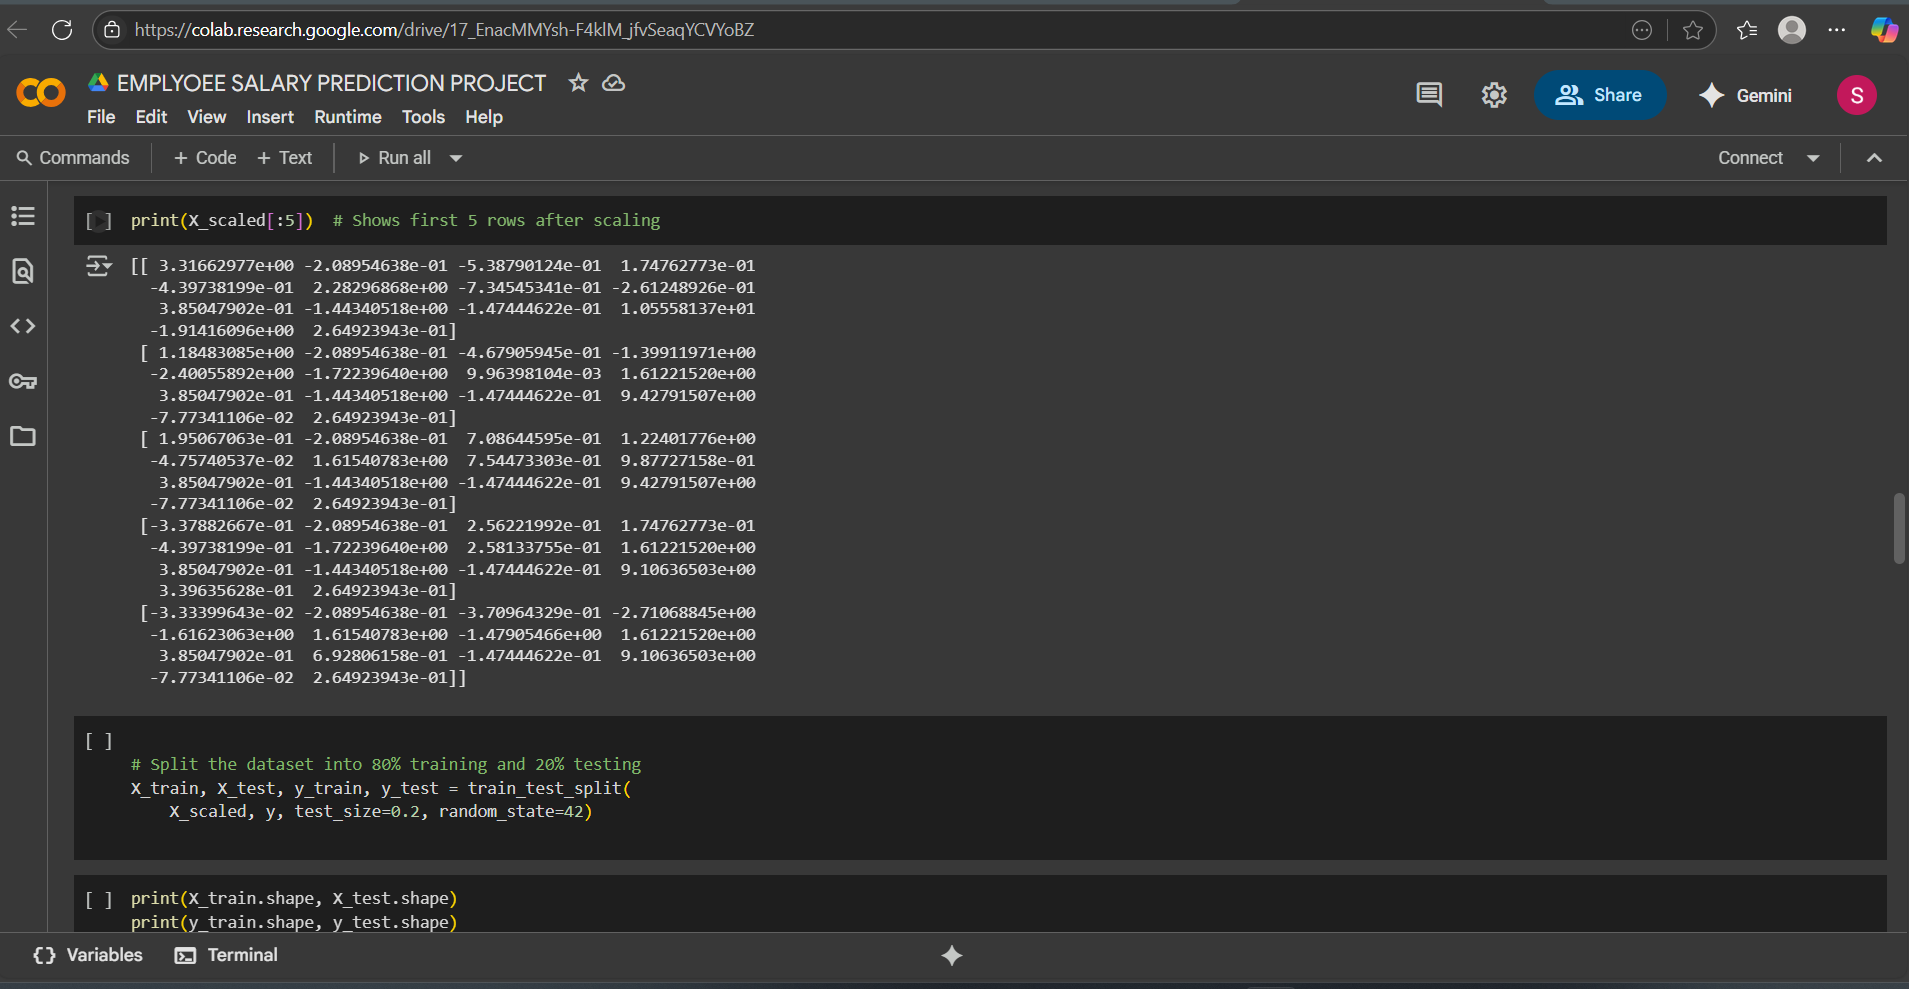 https://colab.research.google.com/drive/17_EnacMMYsh-F4klM_jfvSeaqYCVYoBZ
EMPLYOEE SALARY PREDICTION PROJECT
File Edit View Insert Runtime Tools Help
Share
Gemini
S
Commands + Code + Text Run all
Connect
[ ] print(X_scaled[:5]) # Shows first 5 rows after scaling
[[ 3.31662977e+00 -2.08954638e-01 -5.38790124e-01 1.74762773e-01
-4.39738199e-01 2.28296868e+00 -7.34545341e-01 -2.61248926e-01
3.85047902e-01 -1.44340518e+00 -1.47444622e-01 1.05558137e+01
-1.91416096e+00 2.64923943e-01]
[ 1.18483085e+00 -2.08954638e-01 -4.67905945e-01 -1.39911971e+00
-2.40055892e+00 -1.72239640e+00 9.96398104e-03 1.61221520e+00
3.85047902e-01 -1.44340518e+00 -1.47444622e-01 9.42791507e+00
-7.77341106e-02 2.64923943e-01]
[ 1.95067063e-01 -2.08954638e-01 7.08644595e-01 1.22401776e+00
-4.75740537e-02 1.61540783e+00 7.54473303e-01 9.87727158e-01
3.85047902e-01 -1.44340518e+00 -1.47444622e-01 9.42791507e+00
-7.77341106e-02 2.64923943e-01]
[-3.37882667e-01 -2.08954638e-01 2.56221992e-01 1.74762773e-01
-4.39738199e-01 -1.72239640e+00 2.58133755e-01 1.61221520e+00
3.85047902e-01 -1.44340518e+00 -1.47444622e-01 9.10636503e+00
3.39635628e-01 2.64923943e-01]
[-3.33399643e-02 -2.08954638e-01 -3.70964329e-01 -2.71068845e+00
-1.61623063e+00 1.61540783e+00 -1.47905466e+00 1.61221520e+00
3.85047902e-01 6.92806158e-01 -1.47444622e-01 9.10636503e+00
-7.77341106e-02 2.64923943e-01]]
[ ]
# Split the dataset into 80% training and 20% testing
X_train, X_test, y_train, y_test = train_test_split(
X_scaled, y, test_size=0.2, random_state=42)
[ ] print(X_train.shape, X_test.shape)
print(y_train.shape, y_test.shape)
{} Variables Terminal